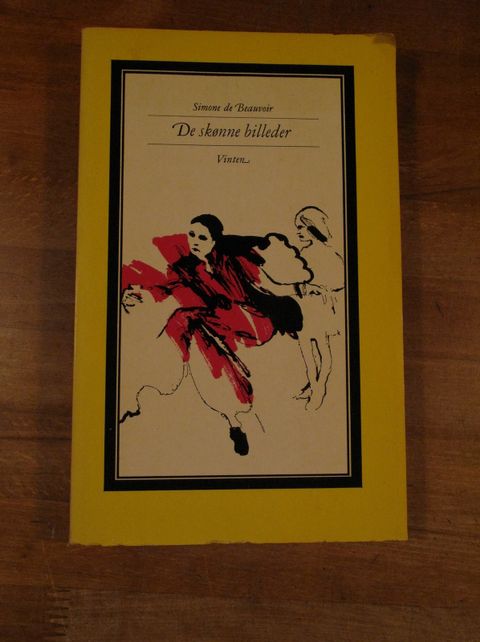 Simone de Beauvoir
De skønne billeder
Vinten